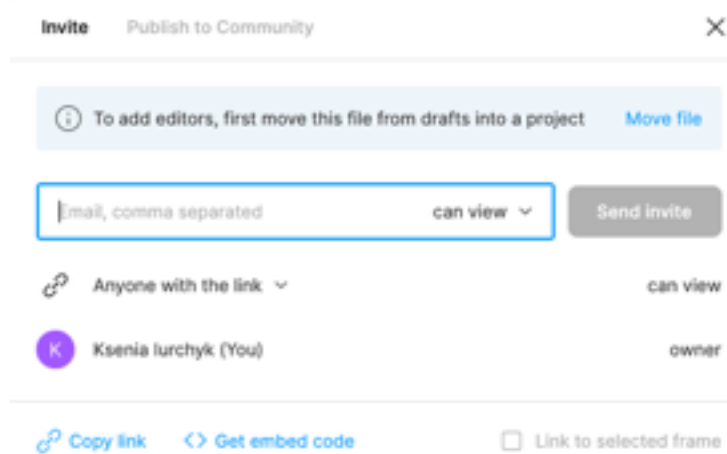 Invite Publish to Community
To add editors, first move this file from drafts into a project Move file
Email, comma separated can view Send invite
Anyone with the link can view
K Ksenia Iurchyk (You) owner
Copy link <> Get embed code Link to selected frame